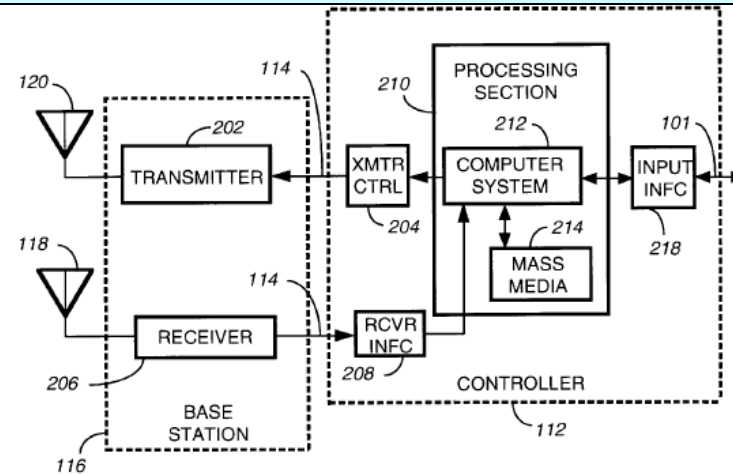 120
114
210
PROCESSING
SECTION
202
212
101
TRANSMITTER
XMTR
CTRL
COMPUTER
SYSTEM
INPUT
INFC
204
218
118
114
214
MASS
MEDIA
RECEIVER
RCVR
INFC
206
208
CONTROLLER
BASE
STATION
116
112